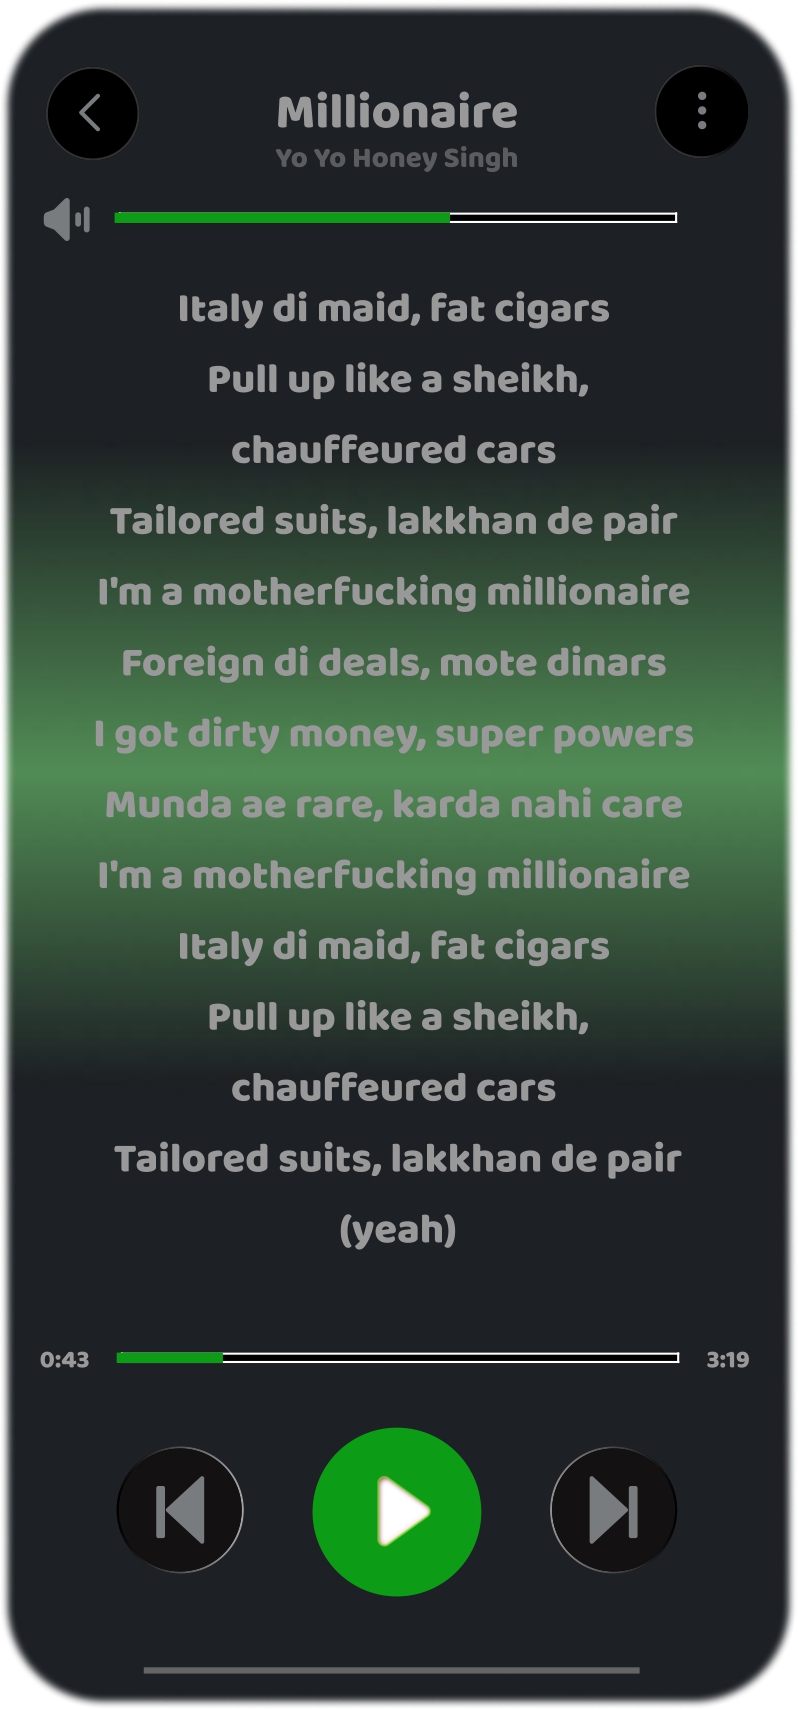 Millionaire
Yo Yo Honey Singh
Italy di maid, fat cigars
Pull up like a sheikh,
chauffeured cars
Tailored suits, lakkhan de pair
I'm a motherfucking millionaire
Foreign di deals, mote dinars
I got dirty money, super powers
Munda ae rare, karda nahi care
I'm a motherfucking millionaire
Italy di maid, fat cigars
Pull up like a sheikh,
chauffeured cars
Tailored suits, lakkhan de pair
(yeah)
0:43 3:19